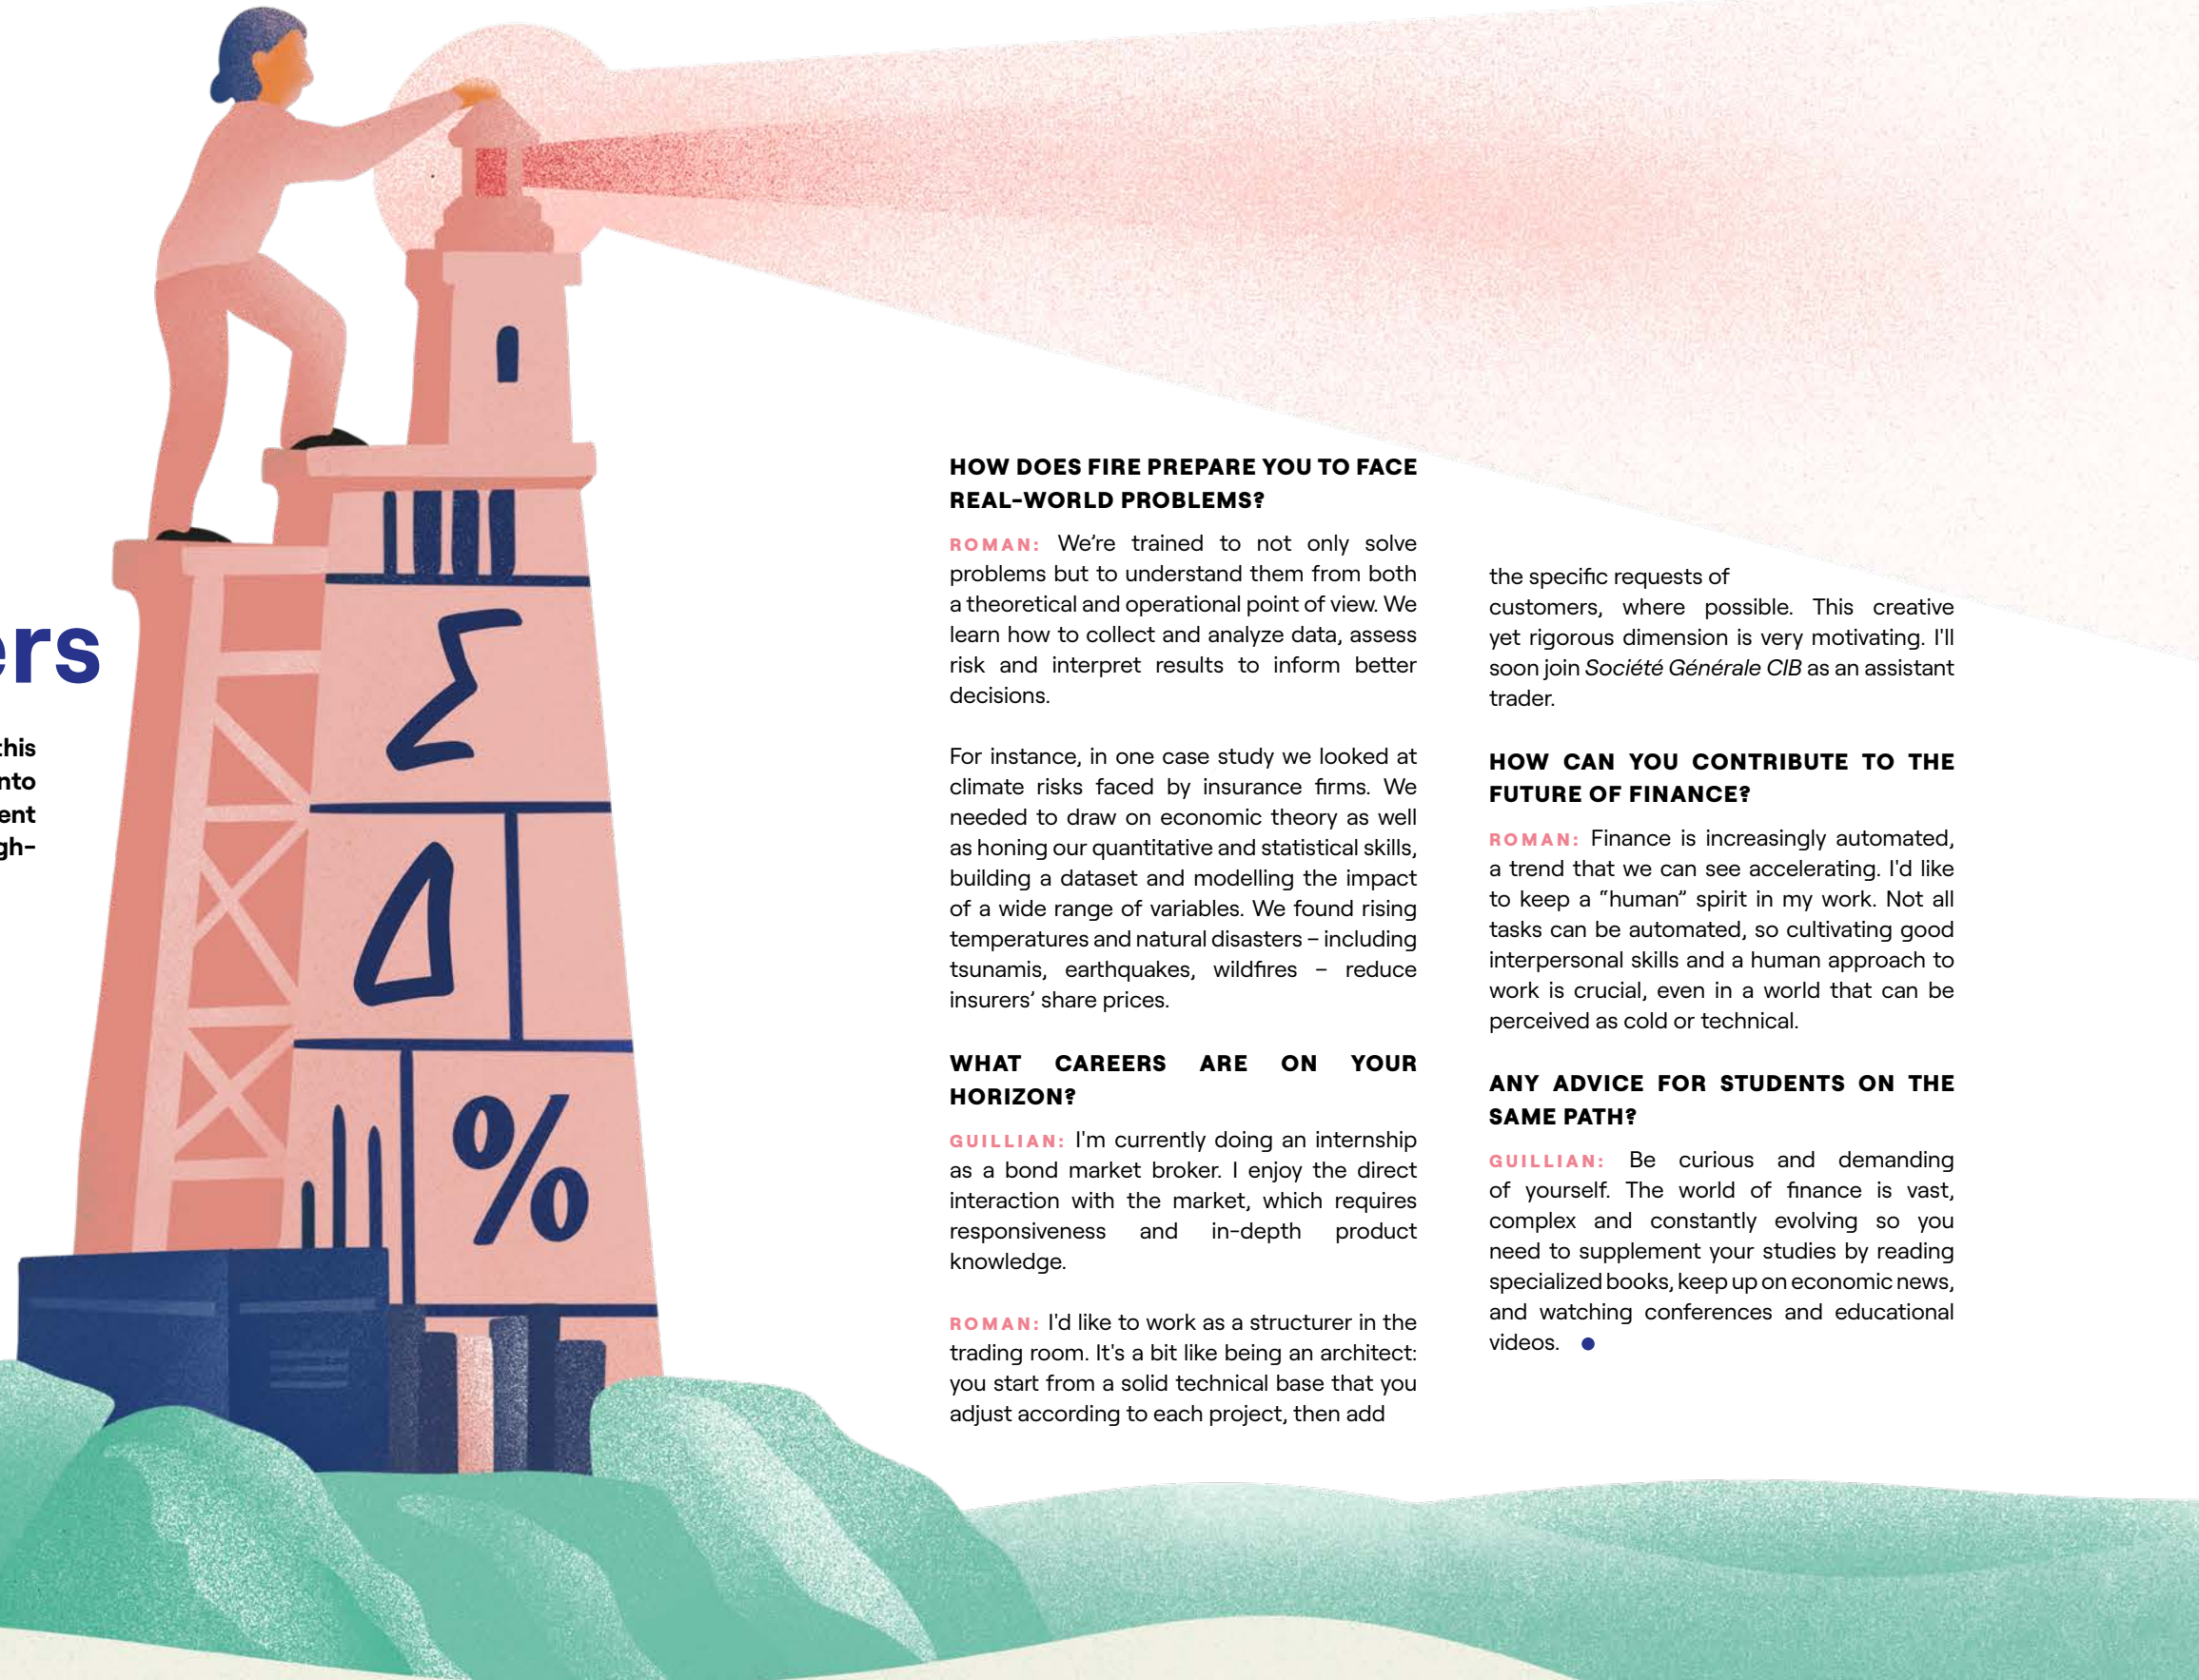 ers
this
nto
ent
gh-
Σ
Δ
%
HOW DOES FIRE PREPARE YOU TO FACE
REAL-WORLD PROBLEMS?
ROMAN: We’re trained to not only solve
problems but to understand them from both
a theoretical and operational point of view. We
learn how to collect and analyze data, assess
risk and interpret results to inform better
decisions.
For instance, in one case study we looked at
climate risks faced by insurance firms. We
needed to draw on economic theory as well
as honing our quantitative and statistical skills,
building a dataset and modelling the impact
of a wide range of variables. We found rising
temperatures and natural disasters – including
tsunamis, earthquakes, wildfires – reduce
insurers’ share prices.
WHAT CAREERS ARE ON YOUR
HORIZON?
GUILLIAN: I'm currently doing an internship
as a bond market broker. I enjoy the direct
interaction with the market, which requires
responsiveness and in-depth product
knowledge.
ROMAN: I'd like to work as a structurer in the
trading room. It's a bit like being an architect:
you start from a solid technical base that you
adjust according to each project, then add
the specific requests of
customers, where possible. This creative
yet rigorous dimension is very motivating. I'll
soon join Société Générale CIB as an assistant
trader.
HOW CAN YOU CONTRIBUTE TO THE
FUTURE OF FINANCE?
ROMAN: Finance is increasingly automated,
a trend that we can see accelerating. I'd like
to keep a “human” spirit in my work. Not all
tasks can be automated, so cultivating good
interpersonal skills and a human approach to
work is crucial, even in a world that can be
perceived as cold or technical.
ANY ADVICE FOR STUDENTS ON THE
SAME PATH?
GUILLIAN: Be curious and demanding
of yourself. The world of finance is vast,
complex and constantly evolving so you
need to supplement your studies by reading
specialized books, keep up on economic news,
and watching conferences and educational
videos.